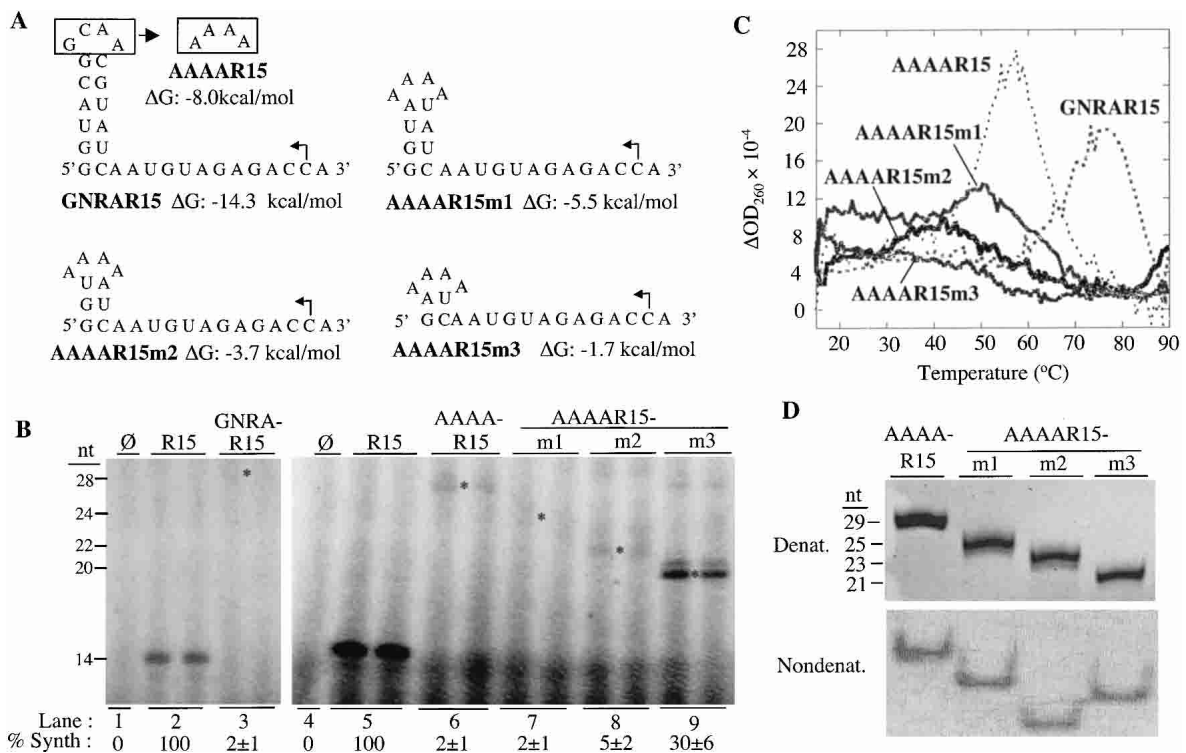 A
C A
G A
A A A A
G C
C G
C U
A A
U U
G U
AAAAR15
ΔG: -8.0kcal/mol
5' G C A A U G U A G A G A C C A 3'
GNRAR15 ΔG: -14.3 kcal/mol
A A
A A
A U
U A
G U
5' G C A A U G U A G A G A C C A 3'
AAAAR15m1 ΔG: -5.5 kcal/mol
A A
A A
U A
G U
5' G C A A U G U A G A G A C C A 3'
AAAAR15m2 ΔG: -3.7 kcal/mol
A A
A A
U A
5' G C A A U G U A G A G A C C A 3'
AAAAR15m3 ΔG: -1.7 kcal/mol
C
ΔOD260 × 10-4
28
24
20
16
12
8
4
0
AAAAR15
GNRAR15
AAAAR15m1
AAAAR15m2
AAAAR15m3
20 30 40 50 60 70 80 90
Temperature (°C)
B
nt
Ø R15 GNRA-R15
Ø R15 AAAA-R15 AAAAR15-
m1 m2 m3
28
24
22
20
14
* * * * *
Lane : 1 2 3 4 5 6 7 8 9
% Synth : 0 100 2±1 0 100 2±1 2±1 5±2 30±6
D
AAAA-R15 AAAAR15-
m1 m2 m3
nt
29
25
23
21
Denat.
Nondenat.